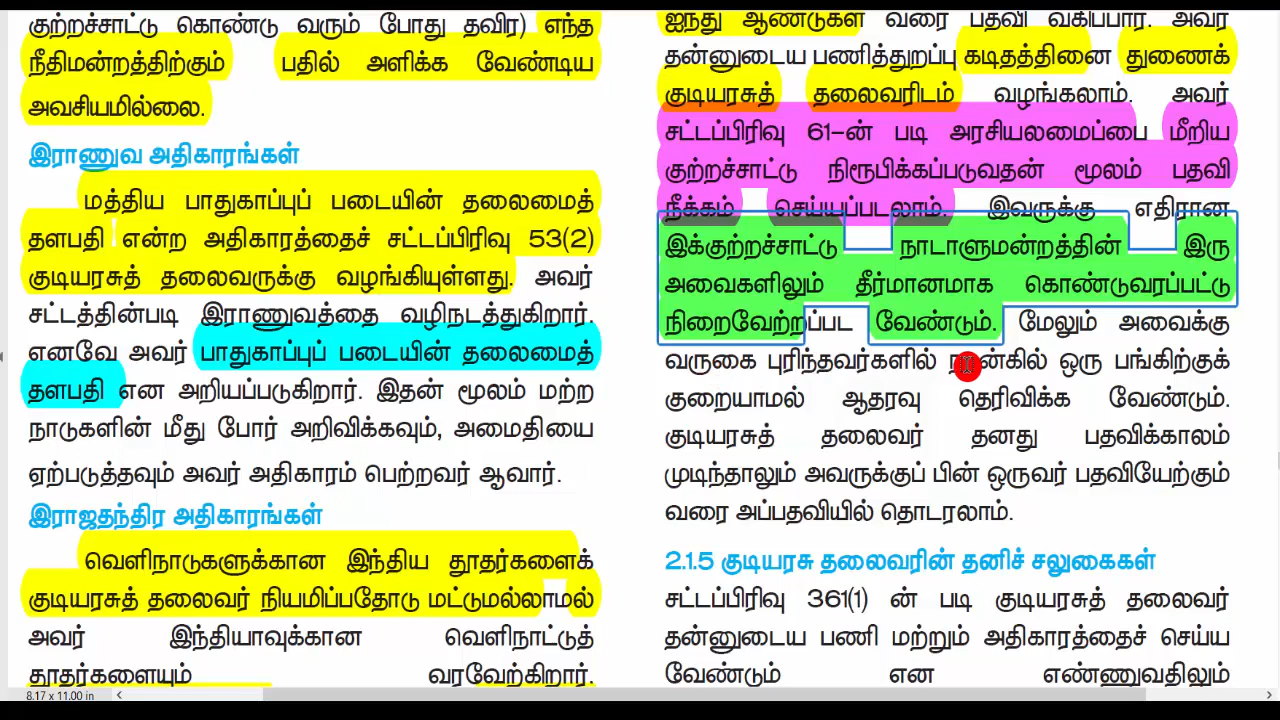 குற்றச்சாட்டு கொண்டு வரும் போது தவிர) எந்த
நீதிமன்றத்திற்கும் பதில் அளிக்க வேண்டிய
அவசியமில்லை.
இராணுவ அதிகாரங்கள்
மத்திய பாதுகாப்புப் படையின் தலைமைத்
தளபதி என்ற அதிகாரத்தைச் சட்டப்பிரிவு 53(2)
குடியரசுத் தலைவருக்கு வழங்கியுள்ளது. அவர்
சட்டத்தின்படி இராணுவத்தை வழிநடத்துகிறார்.
எனவே அவர் பாதுகாப்புப் படையின் தலைமைத்
தளபதி என அறியப்படுகிறார். இதன் மூலம் மற்ற
நாடுகளின் மீது போர் அறிவிக்கவும், அமைதியை
ஏற்படுத்தவும் அவர் அதிகாரம் பெற்றவர் ஆவார்.
இராஜதந்திர அதிகாரங்கள்
வெளிநாடுகளுக்கான இந்திய தூதர்களைக்
குடியரசுத் தலைவர் நியமிப்பதோடு மட்டுமல்லாமல்
அவர் இந்தியாவுக்கான வெளிநாட்டுத்
தூதர்களையும் வரவேற்கிறார்.
ஐந்து ஆண்டுகள் வரை பதவி வகிப்பார். அவர்
தன்னுடைய பணித்துறப்பு கடிதத்தினை துணைக்
குடியரசுத் தலைவரிடம் வழங்கலாம். அவர்
சட்டப்பிரிவு 61-ன் படி அரசியலமைப்பை மீறிய
குற்றச்சாட்டு நிரூபிக்கப்படுவதன் மூலம் பதவி
நீக்கம் செய்யப்படலாம். இவருக்கு எதிரான
இக்குற்றச்சாட்டு நாடாளுமன்றத்தின் இரு
அவைகளிலும் தீர்மானமாக கொண்டுவரப்பட்டு
நிறைவேற்றப்பட வேண்டும். மேலும் அவைக்கு
வருகை புரிந்தவர்களில் நான்கில் ஒரு பங்கிற்குக்
குறையாமல் ஆதரவு தெரிவிக்க வேண்டும்.
குடியரசுத் தலைவர் தனது பதவிக்காலம்
முடிந்தாலும் அவருக்குப் பின் ஒருவர் பதவியேற்கும்
வரை அப்பதவியில் தொடரலாம்.
2.1.5 குடியரசு தலைவரின் தனிச் சலுகைகள்
சட்டப்பிரிவு 361(1) ன் படி குடியரசுத் தலைவர்
தன்னுடைய பணி மற்றும் அதிகாரத்தைச் செய்ய
வேண்டும் என எண்ணுவதிலும்
8.17 x 11.00 in